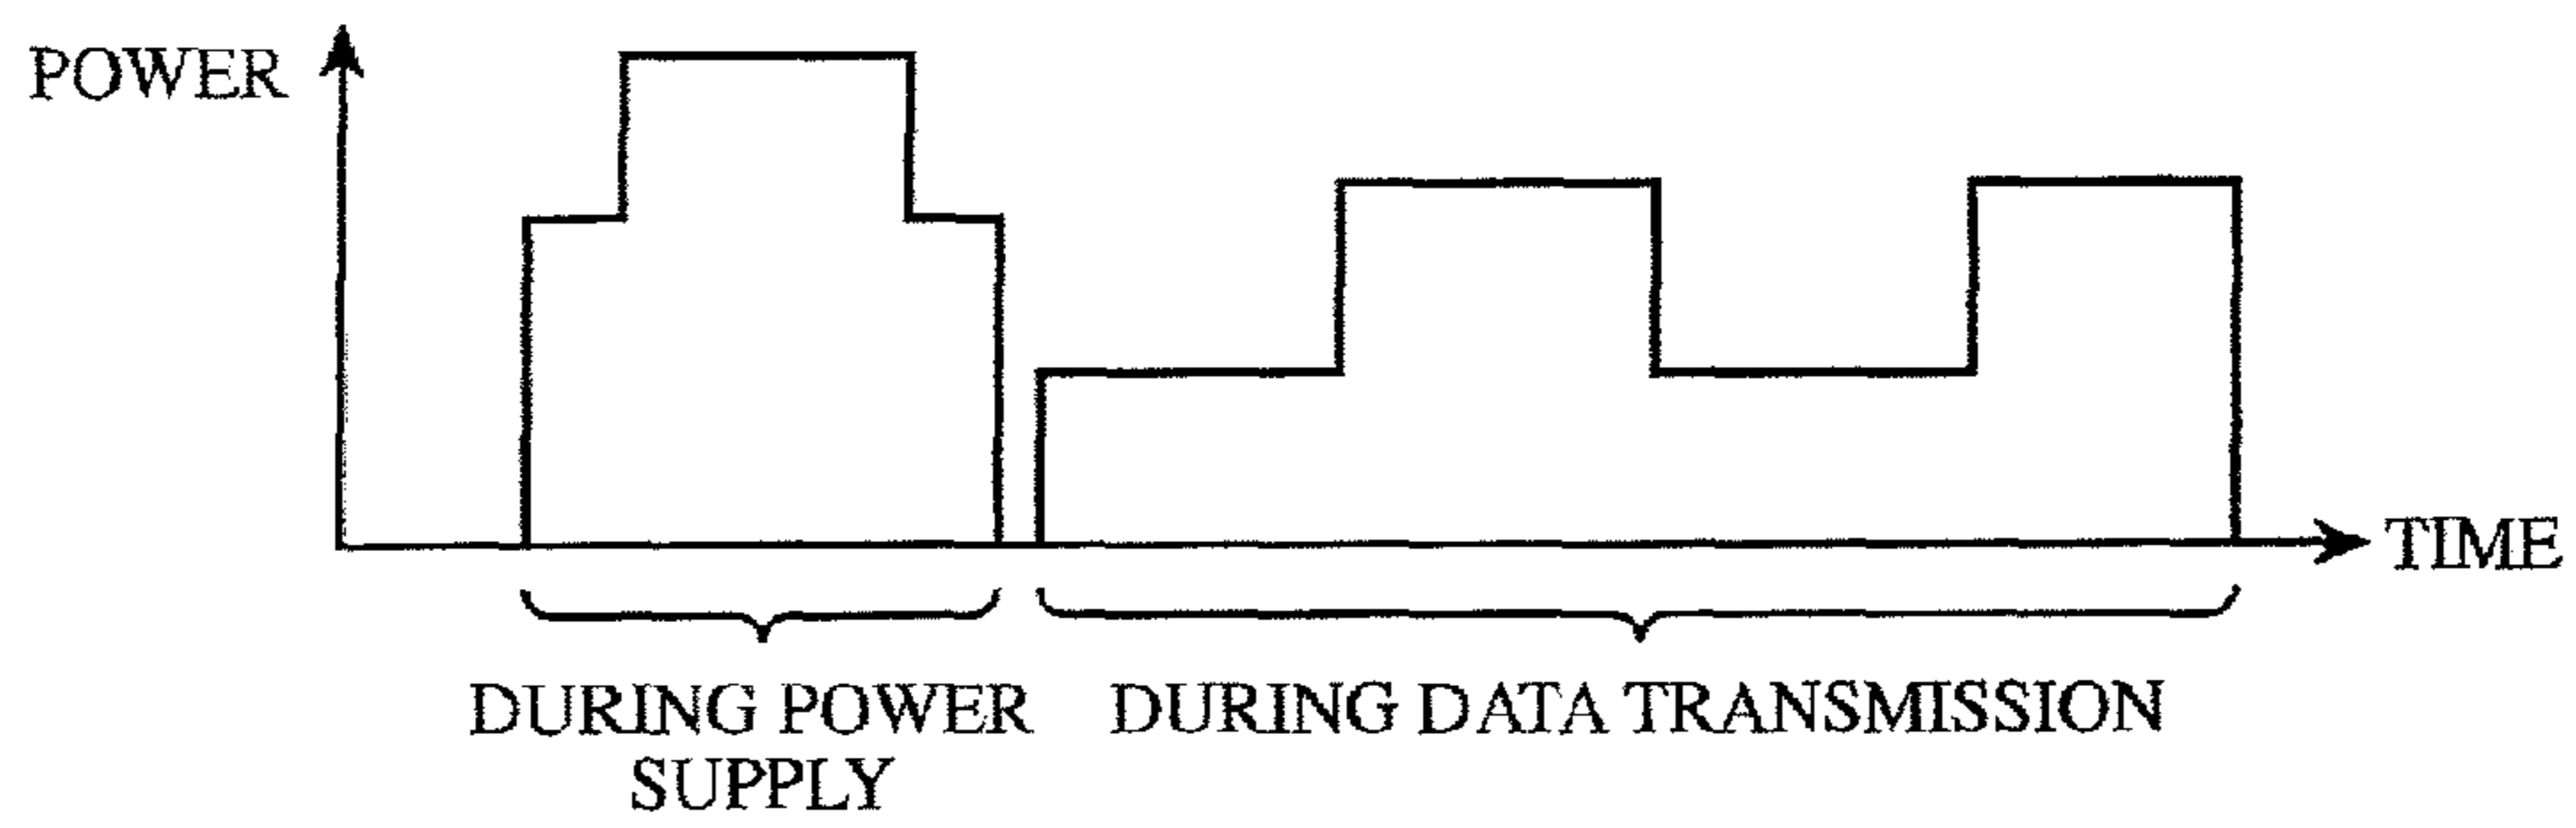 POWER
TIME
DURING POWER
SUPPLY
DURING DATA TRANSMISSION